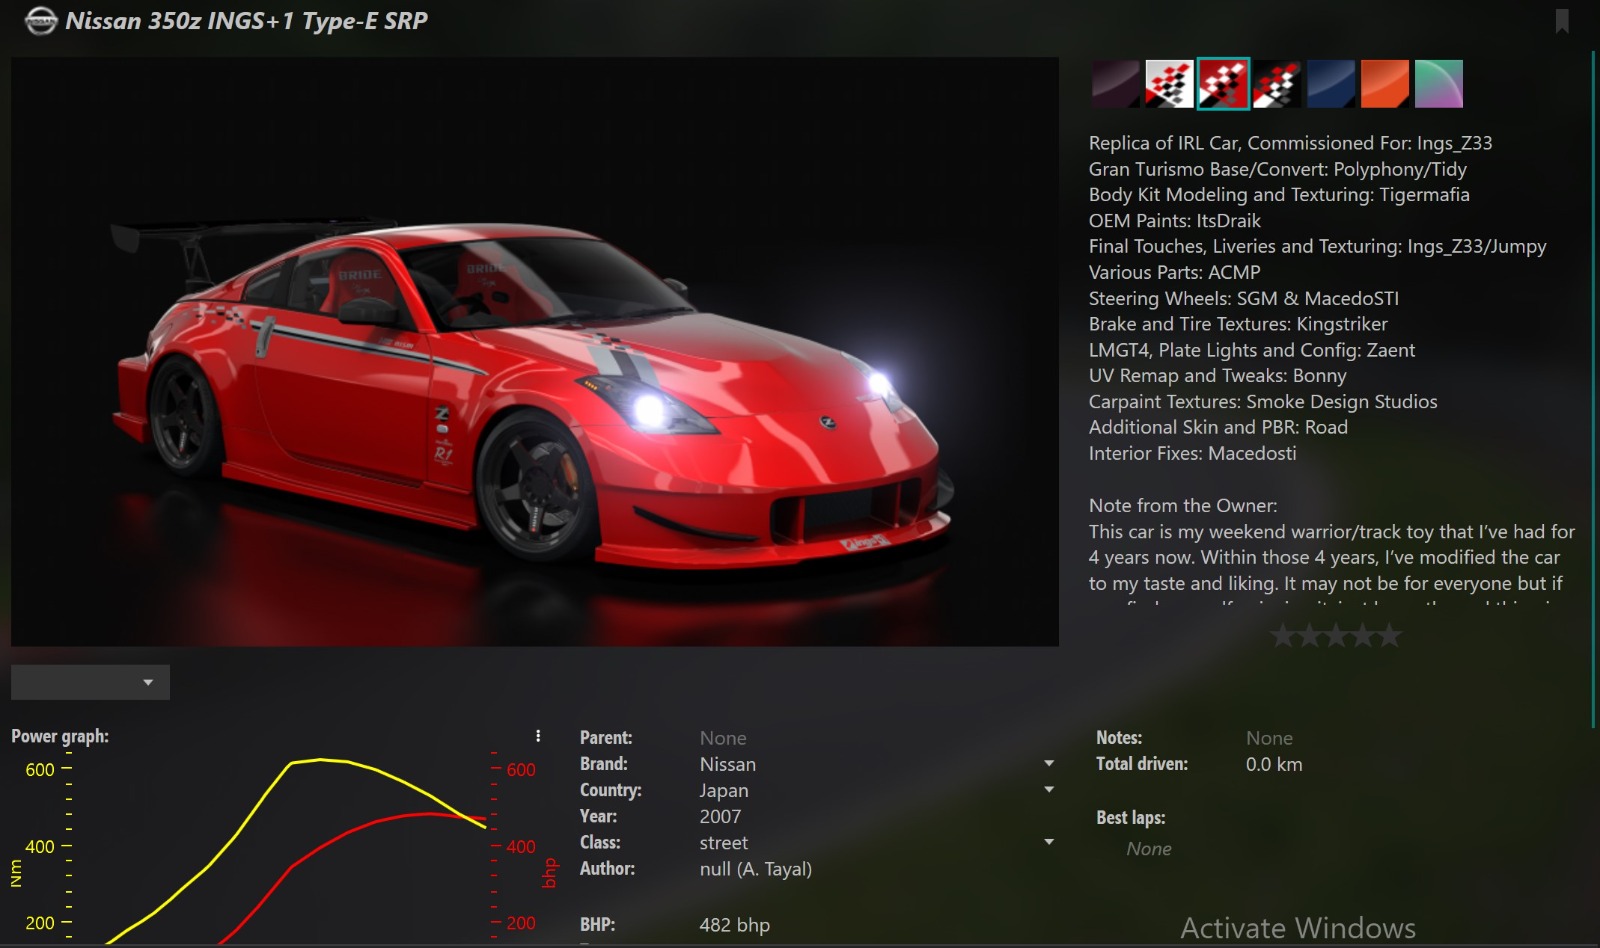 Nissan 350z INGS+1 Type-E SRP
BRIDE
BRIDE
nismo
Z
R1
Replica of IRL Car, Commissioned For: Ings_Z33
Gran Turismo Base/Convert: Polyphony/Tidy
Body Kit Modeling and Texturing: Tigermafia
OEM Paints: ItsDraik
Final Touches, Liveries and Texturing: Ings_Z33/Jumpy
Various Parts: ACMP
Steering Wheels: SGM & MacedoSTI
Brake and Tire Textures: Kingstriker
LMGT4, Plate Lights and Config: Zaent
UV Remap and Tweaks: Bonny
Carpaint Textures: Smoke Design Studios
Additional Skin and PBR: Road
Interior Fixes: Macedosti
Note from the Owner:
This car is my weekend warrior/track toy that I've had for
4 years now. Within those 4 years, I've modified the car
to my taste and liking. It may not be for everyone but if
Power graph:
600
400
200
Nm
600
400
200
bhp
Parent: None
Brand: Nissan
Country: Japan
Year: 2007
Class: street
Author: null (A. Tayal)
BHP: 482 bhp
Notes: None
Total driven: 0.0 km
Best laps:
None
Activate Windows